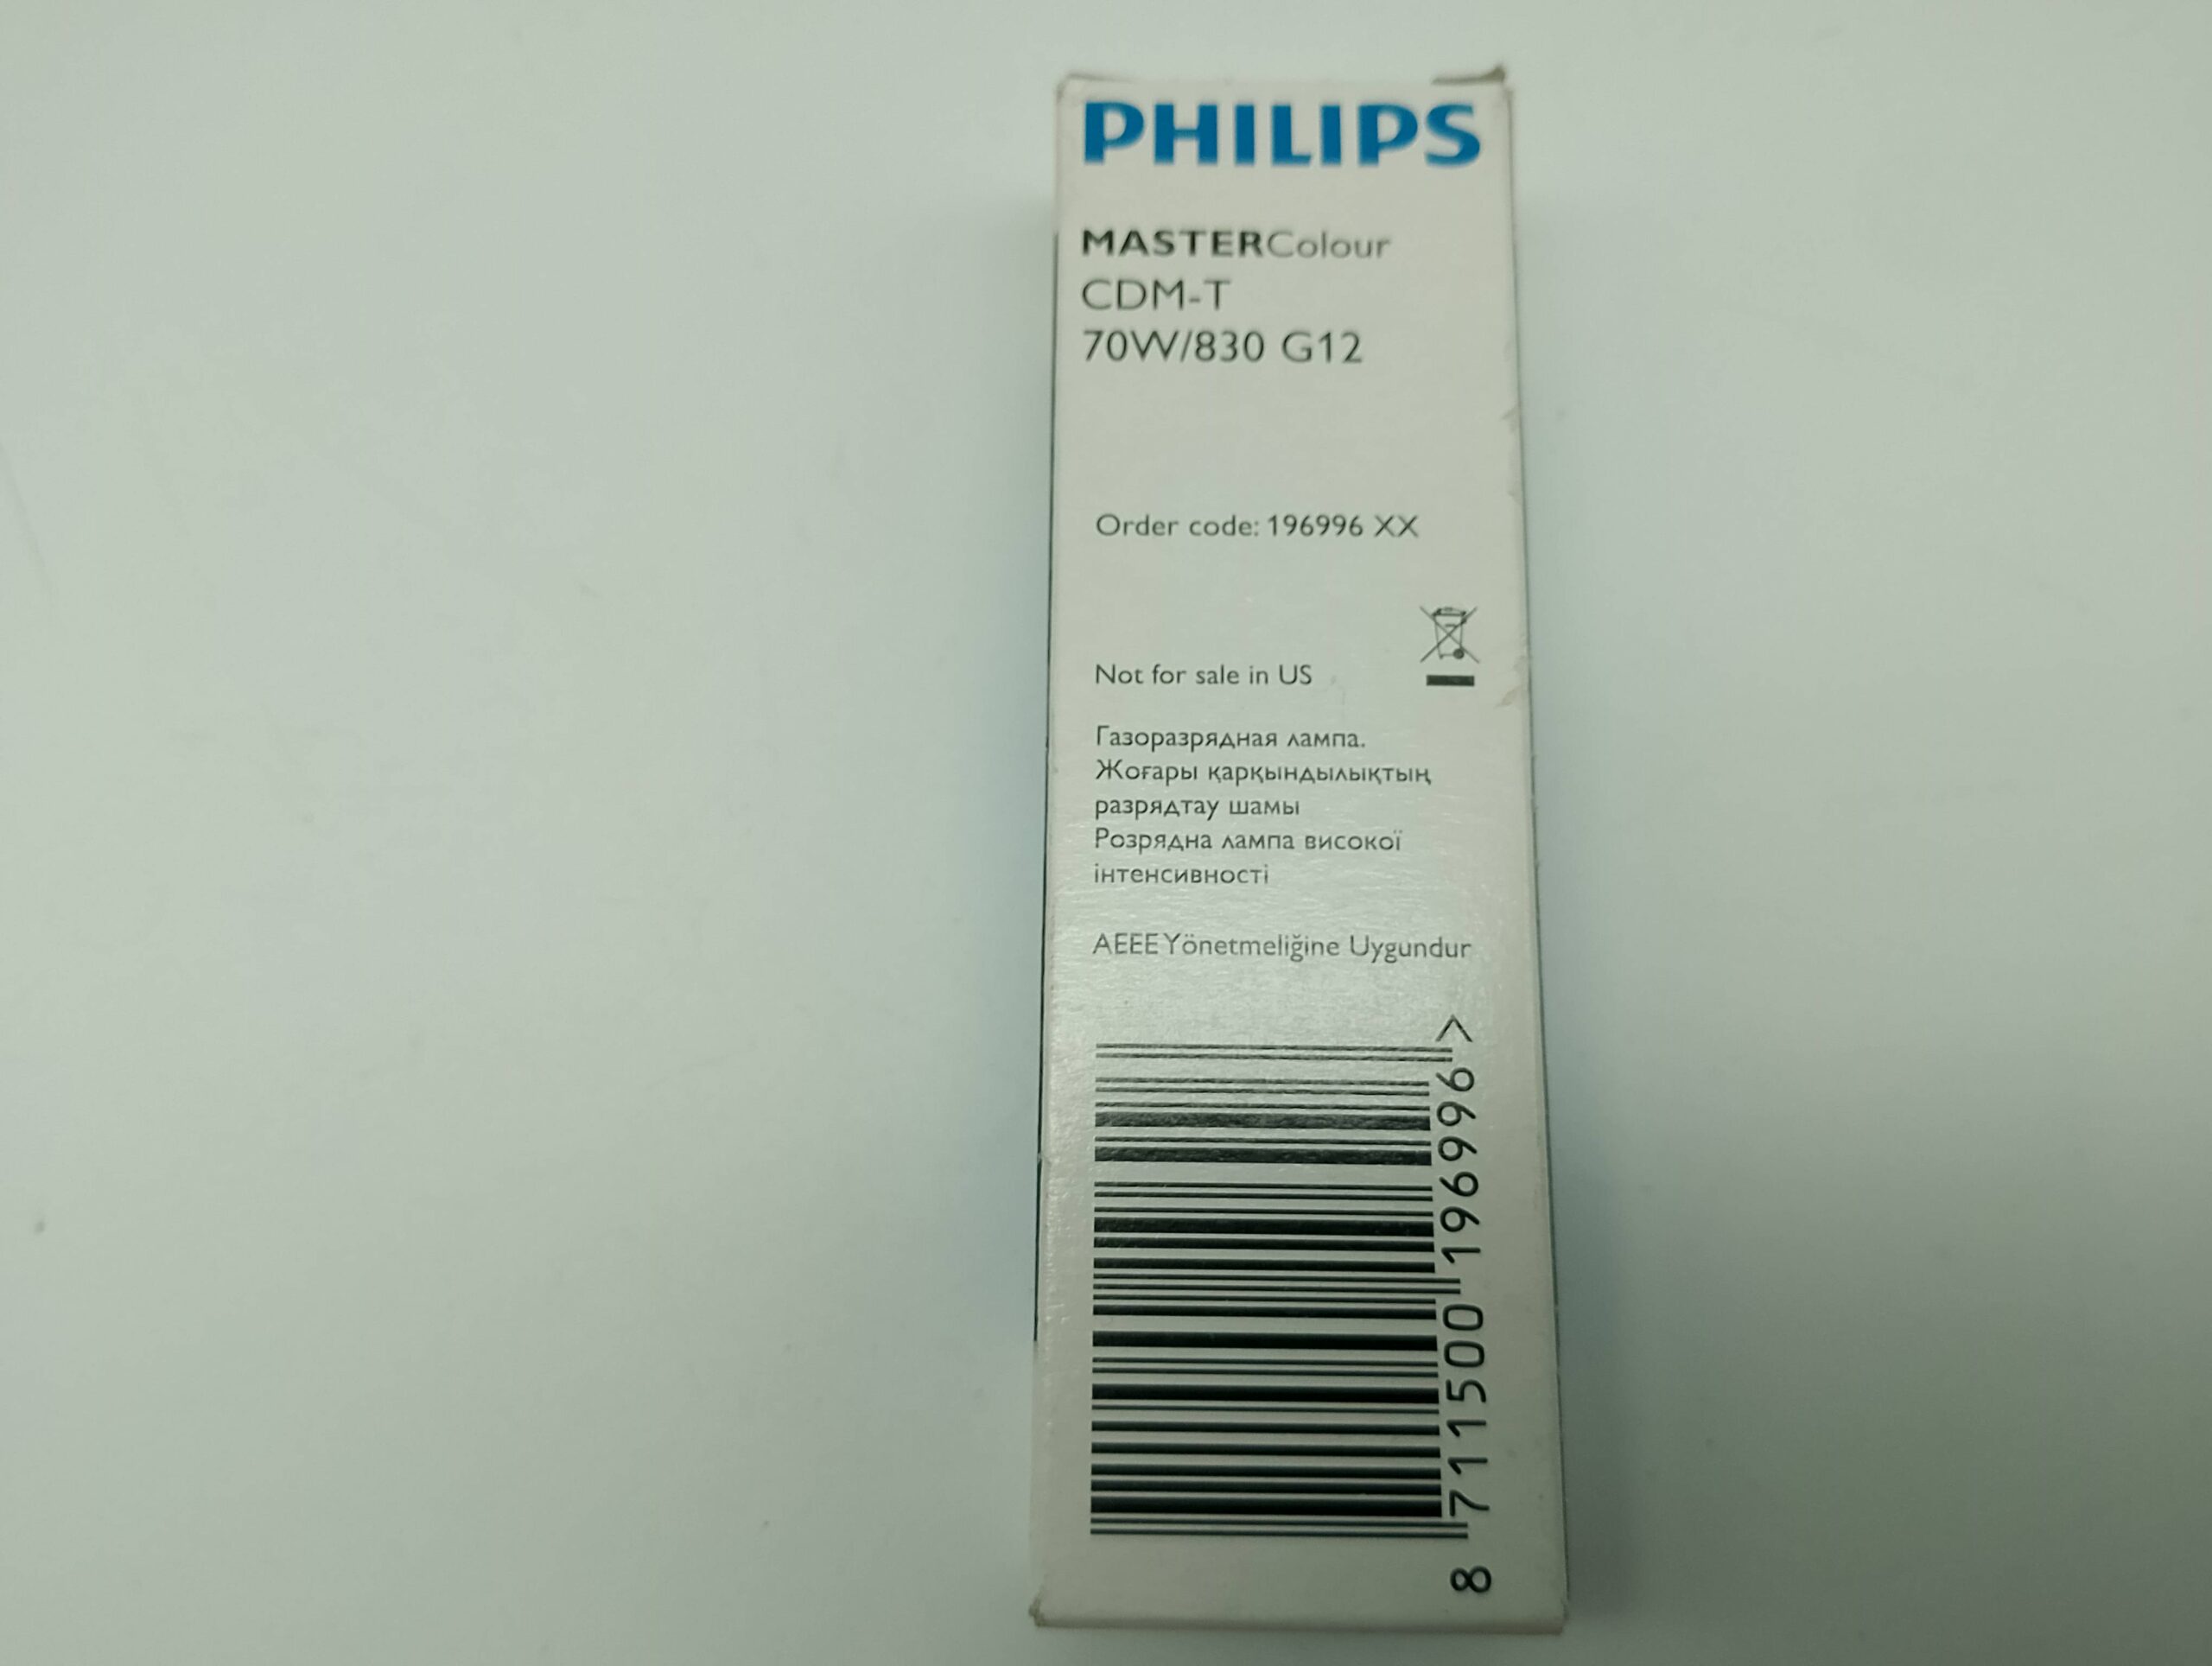 PHILIPS
MASTERColour
CDM-T
70W/830 G12
Order code: 196996 XX
Not for sale in US
Газоразрядная лампа.
Жоғары қарқындылықтың
разрядтау шамы
Розрядна лампа високої
інтенсивності
AEEE Yönetmeliğine Uygundur
8 711500 196996 >